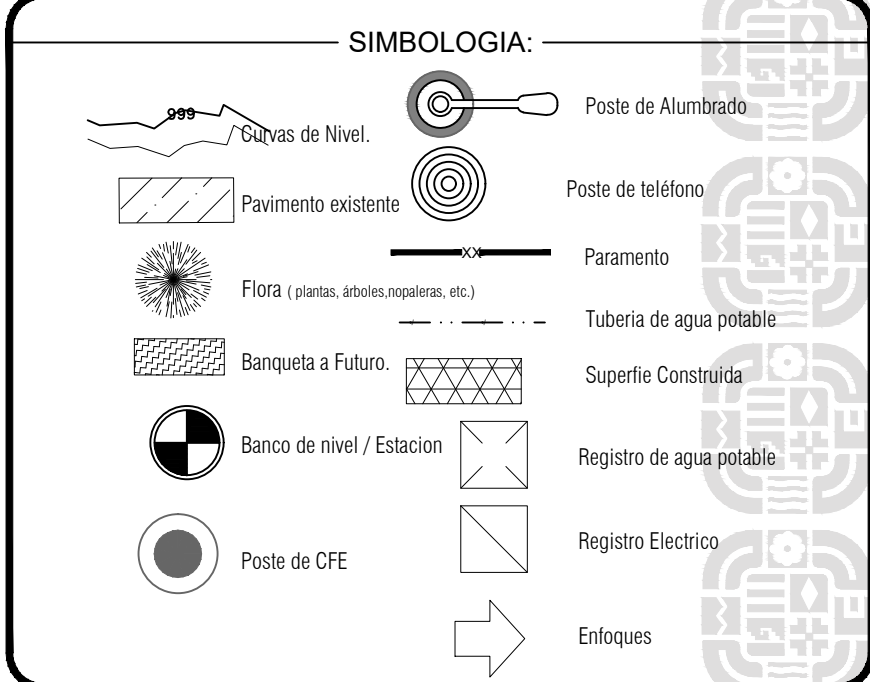 SIMBOLOGIA:
999
Curvas de Nivel.
Pavimento existente
Flora ( plantas, árboles,nopaleras, etc.)
Banqueta a Futuro.
Banco de nivel / Estacion
Poste de CFE
Poste de Alumbrado
Poste de teléfono
XX
Paramento
Tuberia de agua potable
Superfie Construida
Registro de agua potable
Registro Electrico
Enfoques